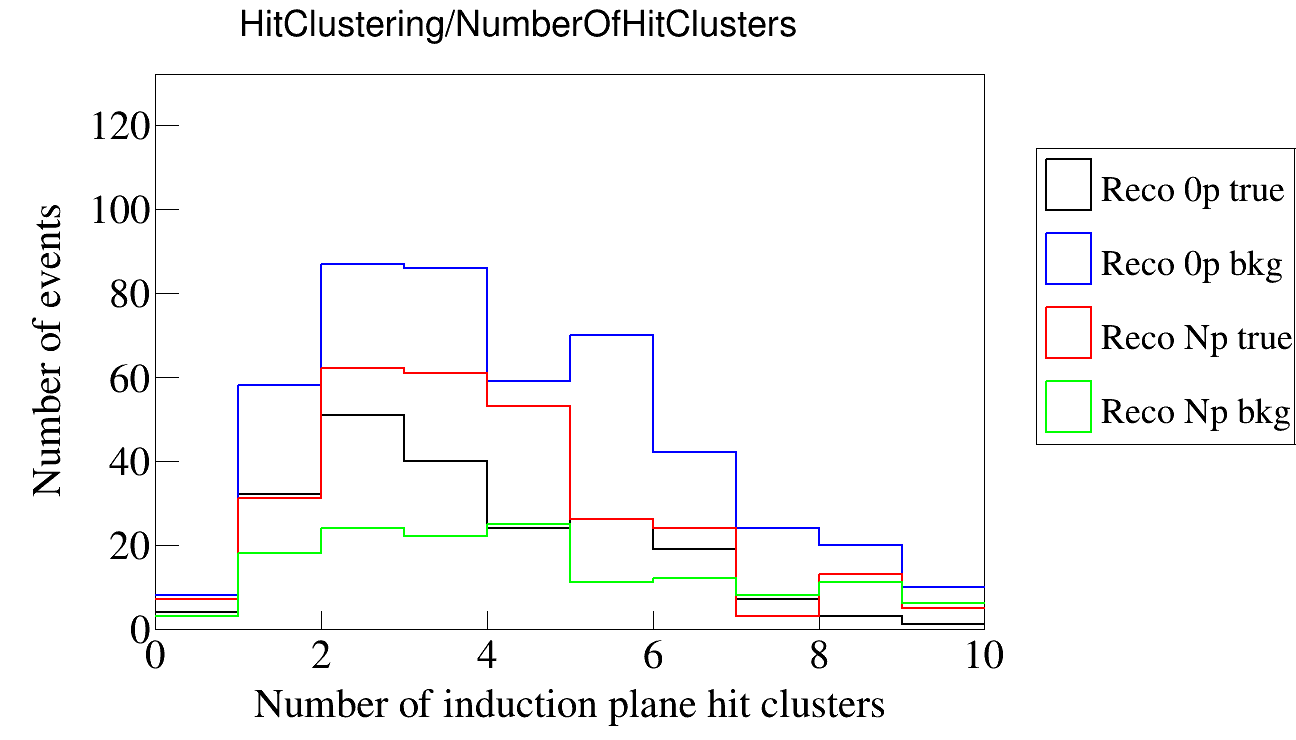 HitClustering/NumberOfHitClusters
Number of events
120
100
80
60
40
20
0
0 2 4 6 8 10
Number of induction plane hit clusters
Reco 0p true
Reco 0p bkg
Reco Np true
Reco Np bkg